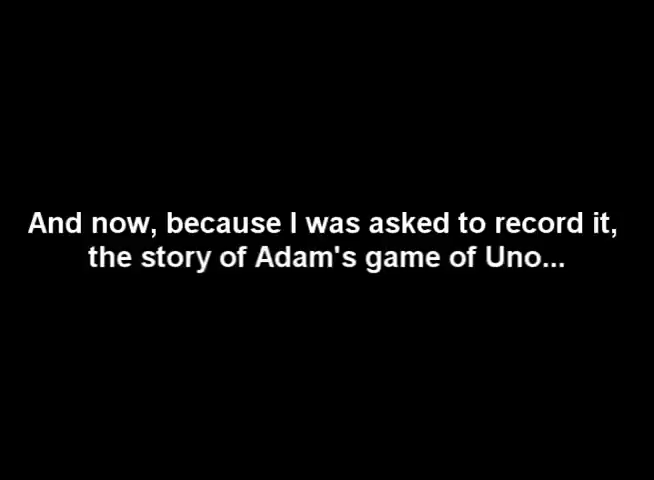 And now, because I was asked to record it,
the story of Adam's game of Uno...